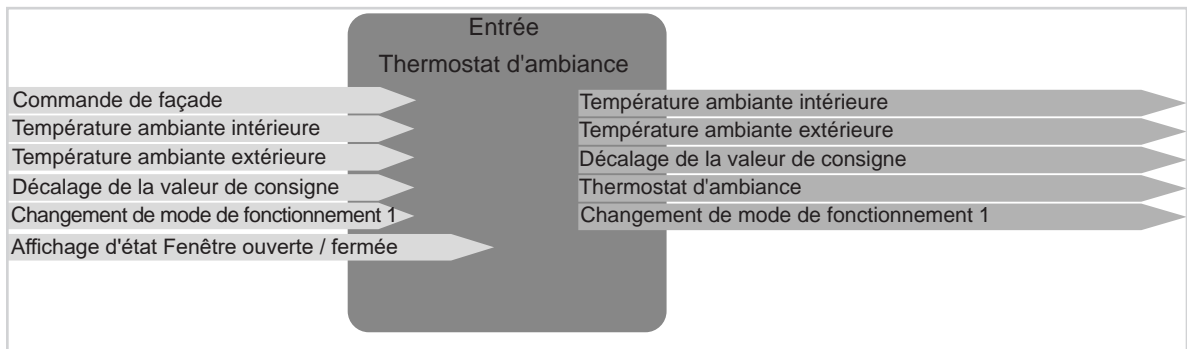 Entrée
Thermostat d'ambiance
Commande de façade
Température ambiante intérieure
Température ambiante extérieure
Décalage de la valeur de consigne
Changement de mode de fonctionnement 1
Affichage d'état Fenêtre ouverte / fermée
Température ambiante intérieure
Température ambiante extérieure
Décalage de la valeur de consigne
Thermostat d'ambiance
Changement de mode de fonctionnement 1